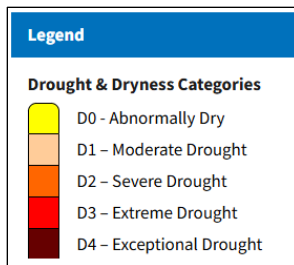 Legend
Drought & Dryness Categories
D0 - Abnormally Dry
D1 – Moderate Drought
D2 – Severe Drought
D3 – Extreme Drought
D4 – Exceptional Drought